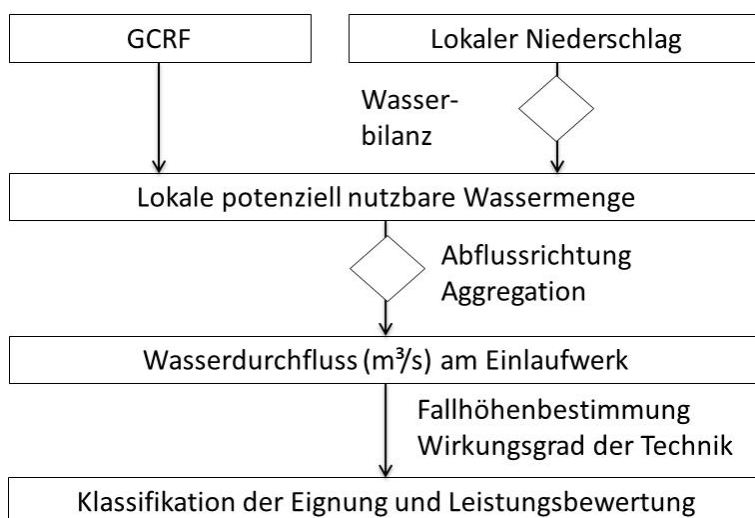 GCRF
Lokaler Niederschlag
Wasser-
bilanz
Lokale potenziell nutzbare Wassermenge
Abflussrichtung
Aggregation
Wasserdurchfluss (m³/s) am Einlaufwerk
Fallhöhenbestimmung
Wirkungsgrad der Technik
Klassifikation der Eignung und Leistungsbewertung